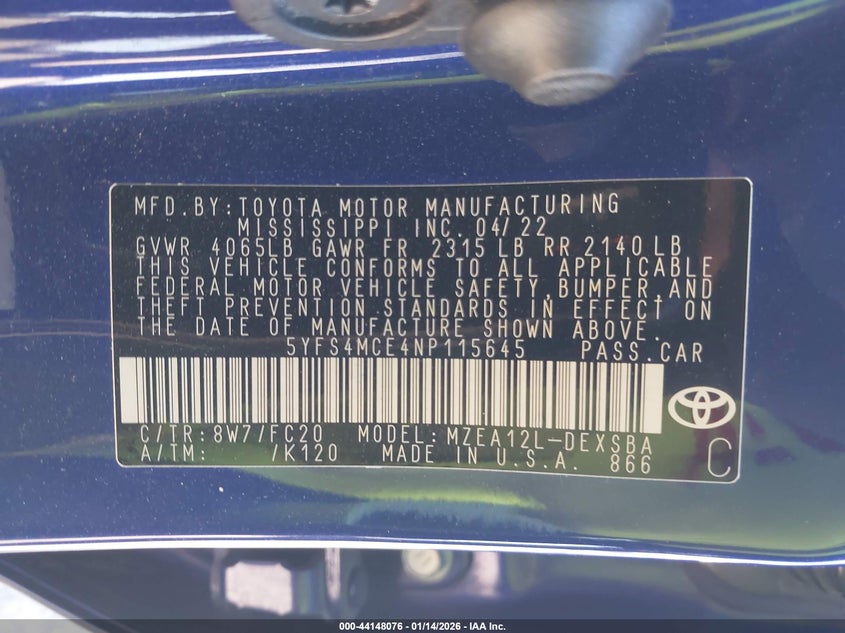 MFD.BY:TOYOTA MOTOR MANUFACTURING
MISSISSIPPI INC. 04/22
GVWR 4065LB GAWR FR 2315 LB RR 2140 LB
THIS VEHICLE CONFORMS TO ALL APPLICABLE
FEDERAL MOTOR VEHICLE SAFETY, BUMPER, AND
THEFT PREVENTION STANDARDS IN EFFECT ON
THE DATE OF MANUFACTURE SHOWN ABOVE.
5YFS4MCE4NP115645 PASS.CAR
C/TR:8W7/FC20 MODEL:MZEA12L-DEXSBA
A/TM: /K120 MADE IN U.S.A. 866
C
000-44148076 - 01/14/2026 - IAA Inc.